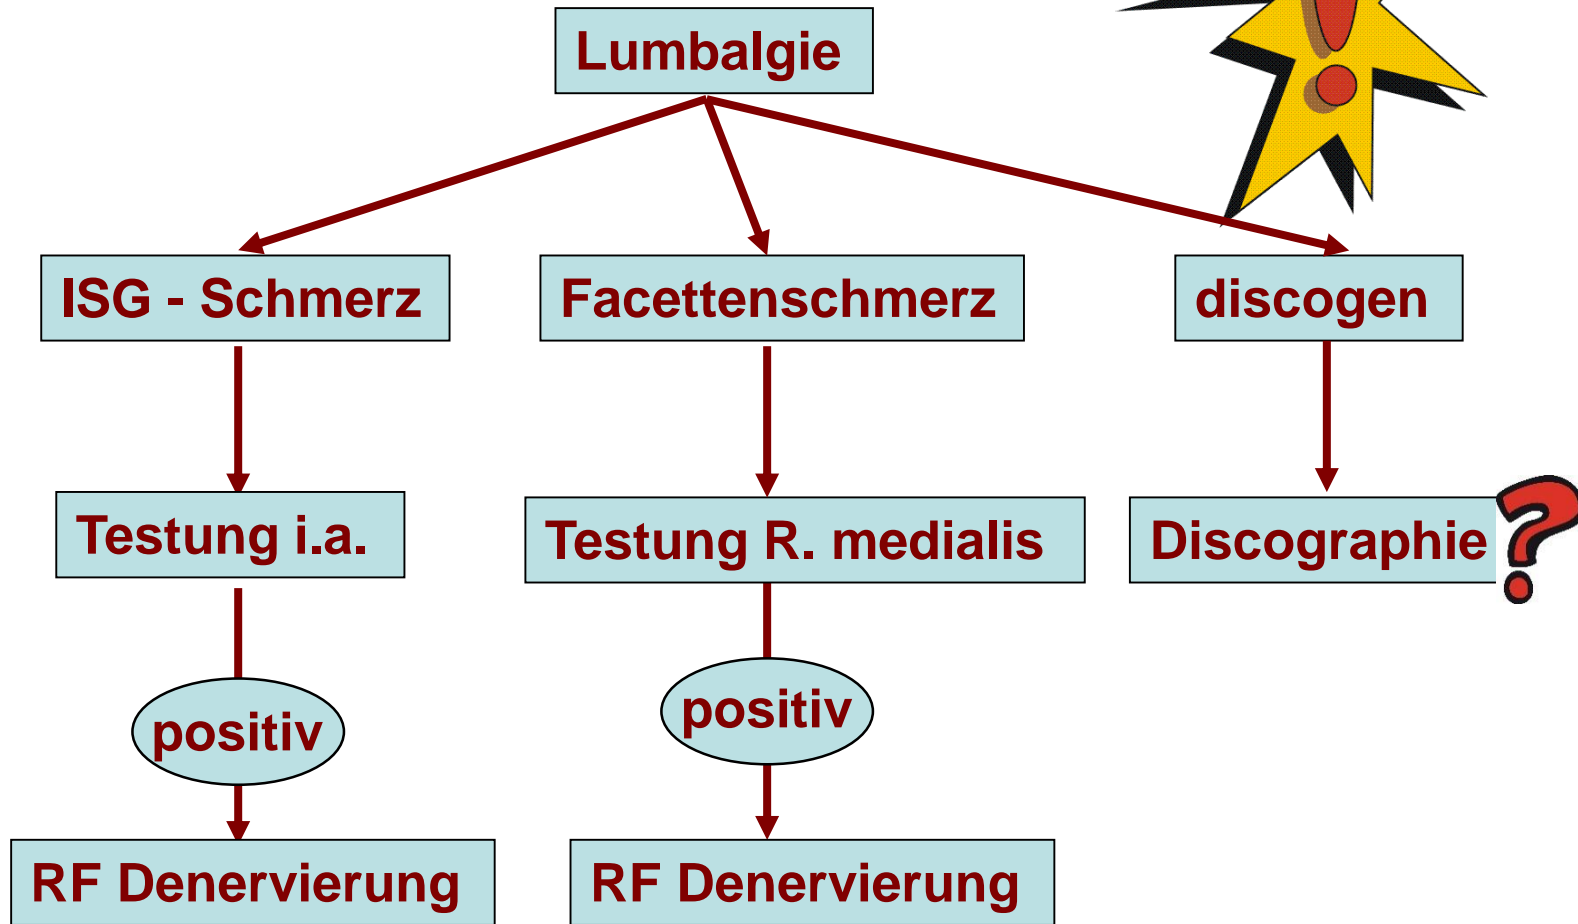 Lumbalgie
ISG - Schmerz
Facettenschmerz
discogen
Testung i.a.
Testung R. medialis
Discographie ?
positiv
positiv
RF Denervierung
RF Denervierung